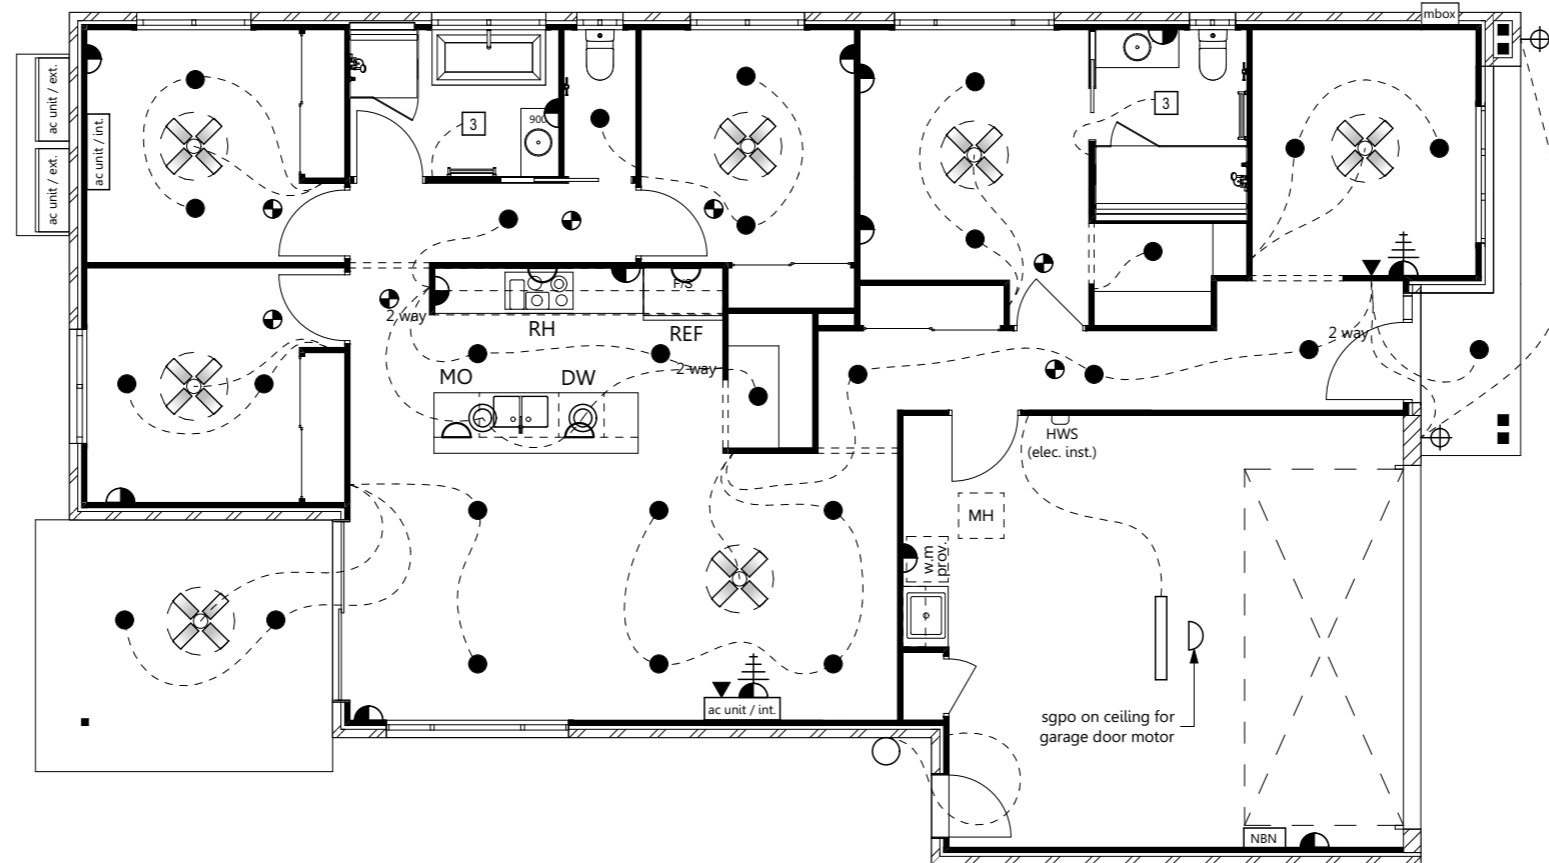 mbox
ac unit / ext.
ac unit / int.
ac unit / ext.
3
900
3
2 way
F/S
RH
REF
2 way
2 way
MO
DW
HWS
(elec. inst.)
MH
w.m
prov.
ac unit / int.
sgpo on ceiling for
garage door motor
NBN